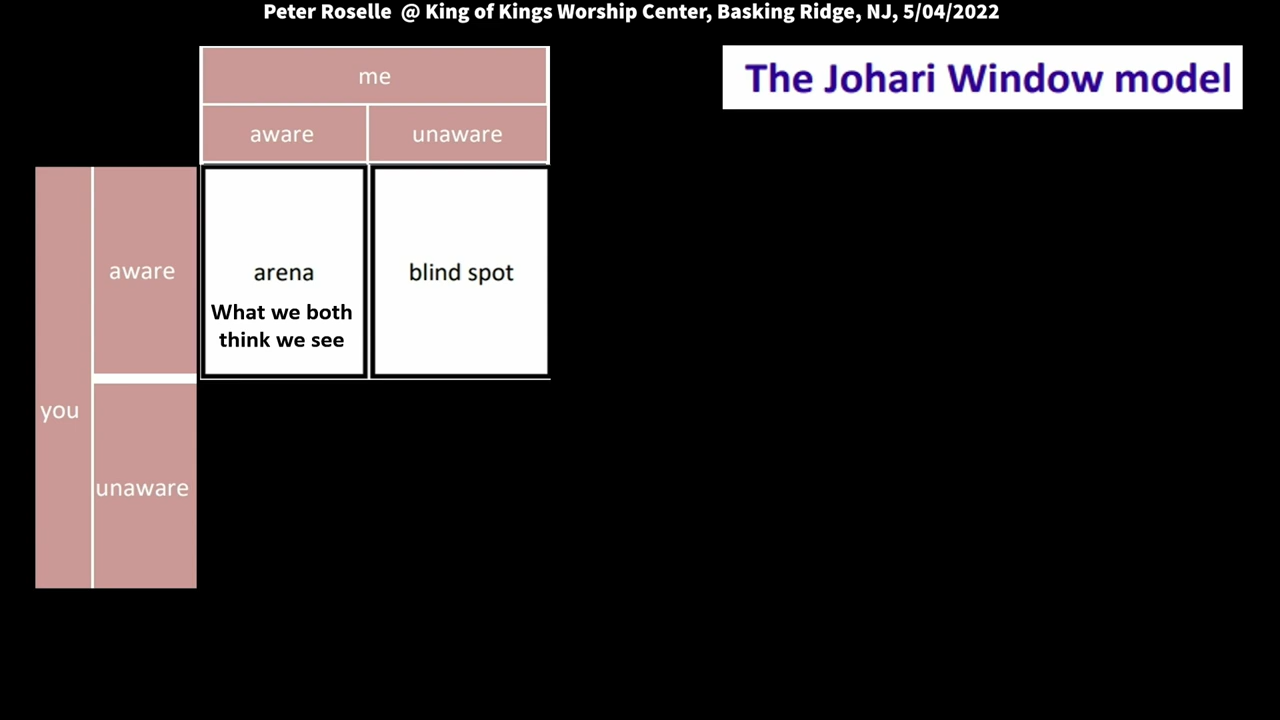 Peter Roselle @ King of Kings Worship Center, Basking Ridge, NJ, 5/04/2022
The Johari Window model
me
aware unaware
you
aware
arena
What we both
think we see
blind spot
unaware